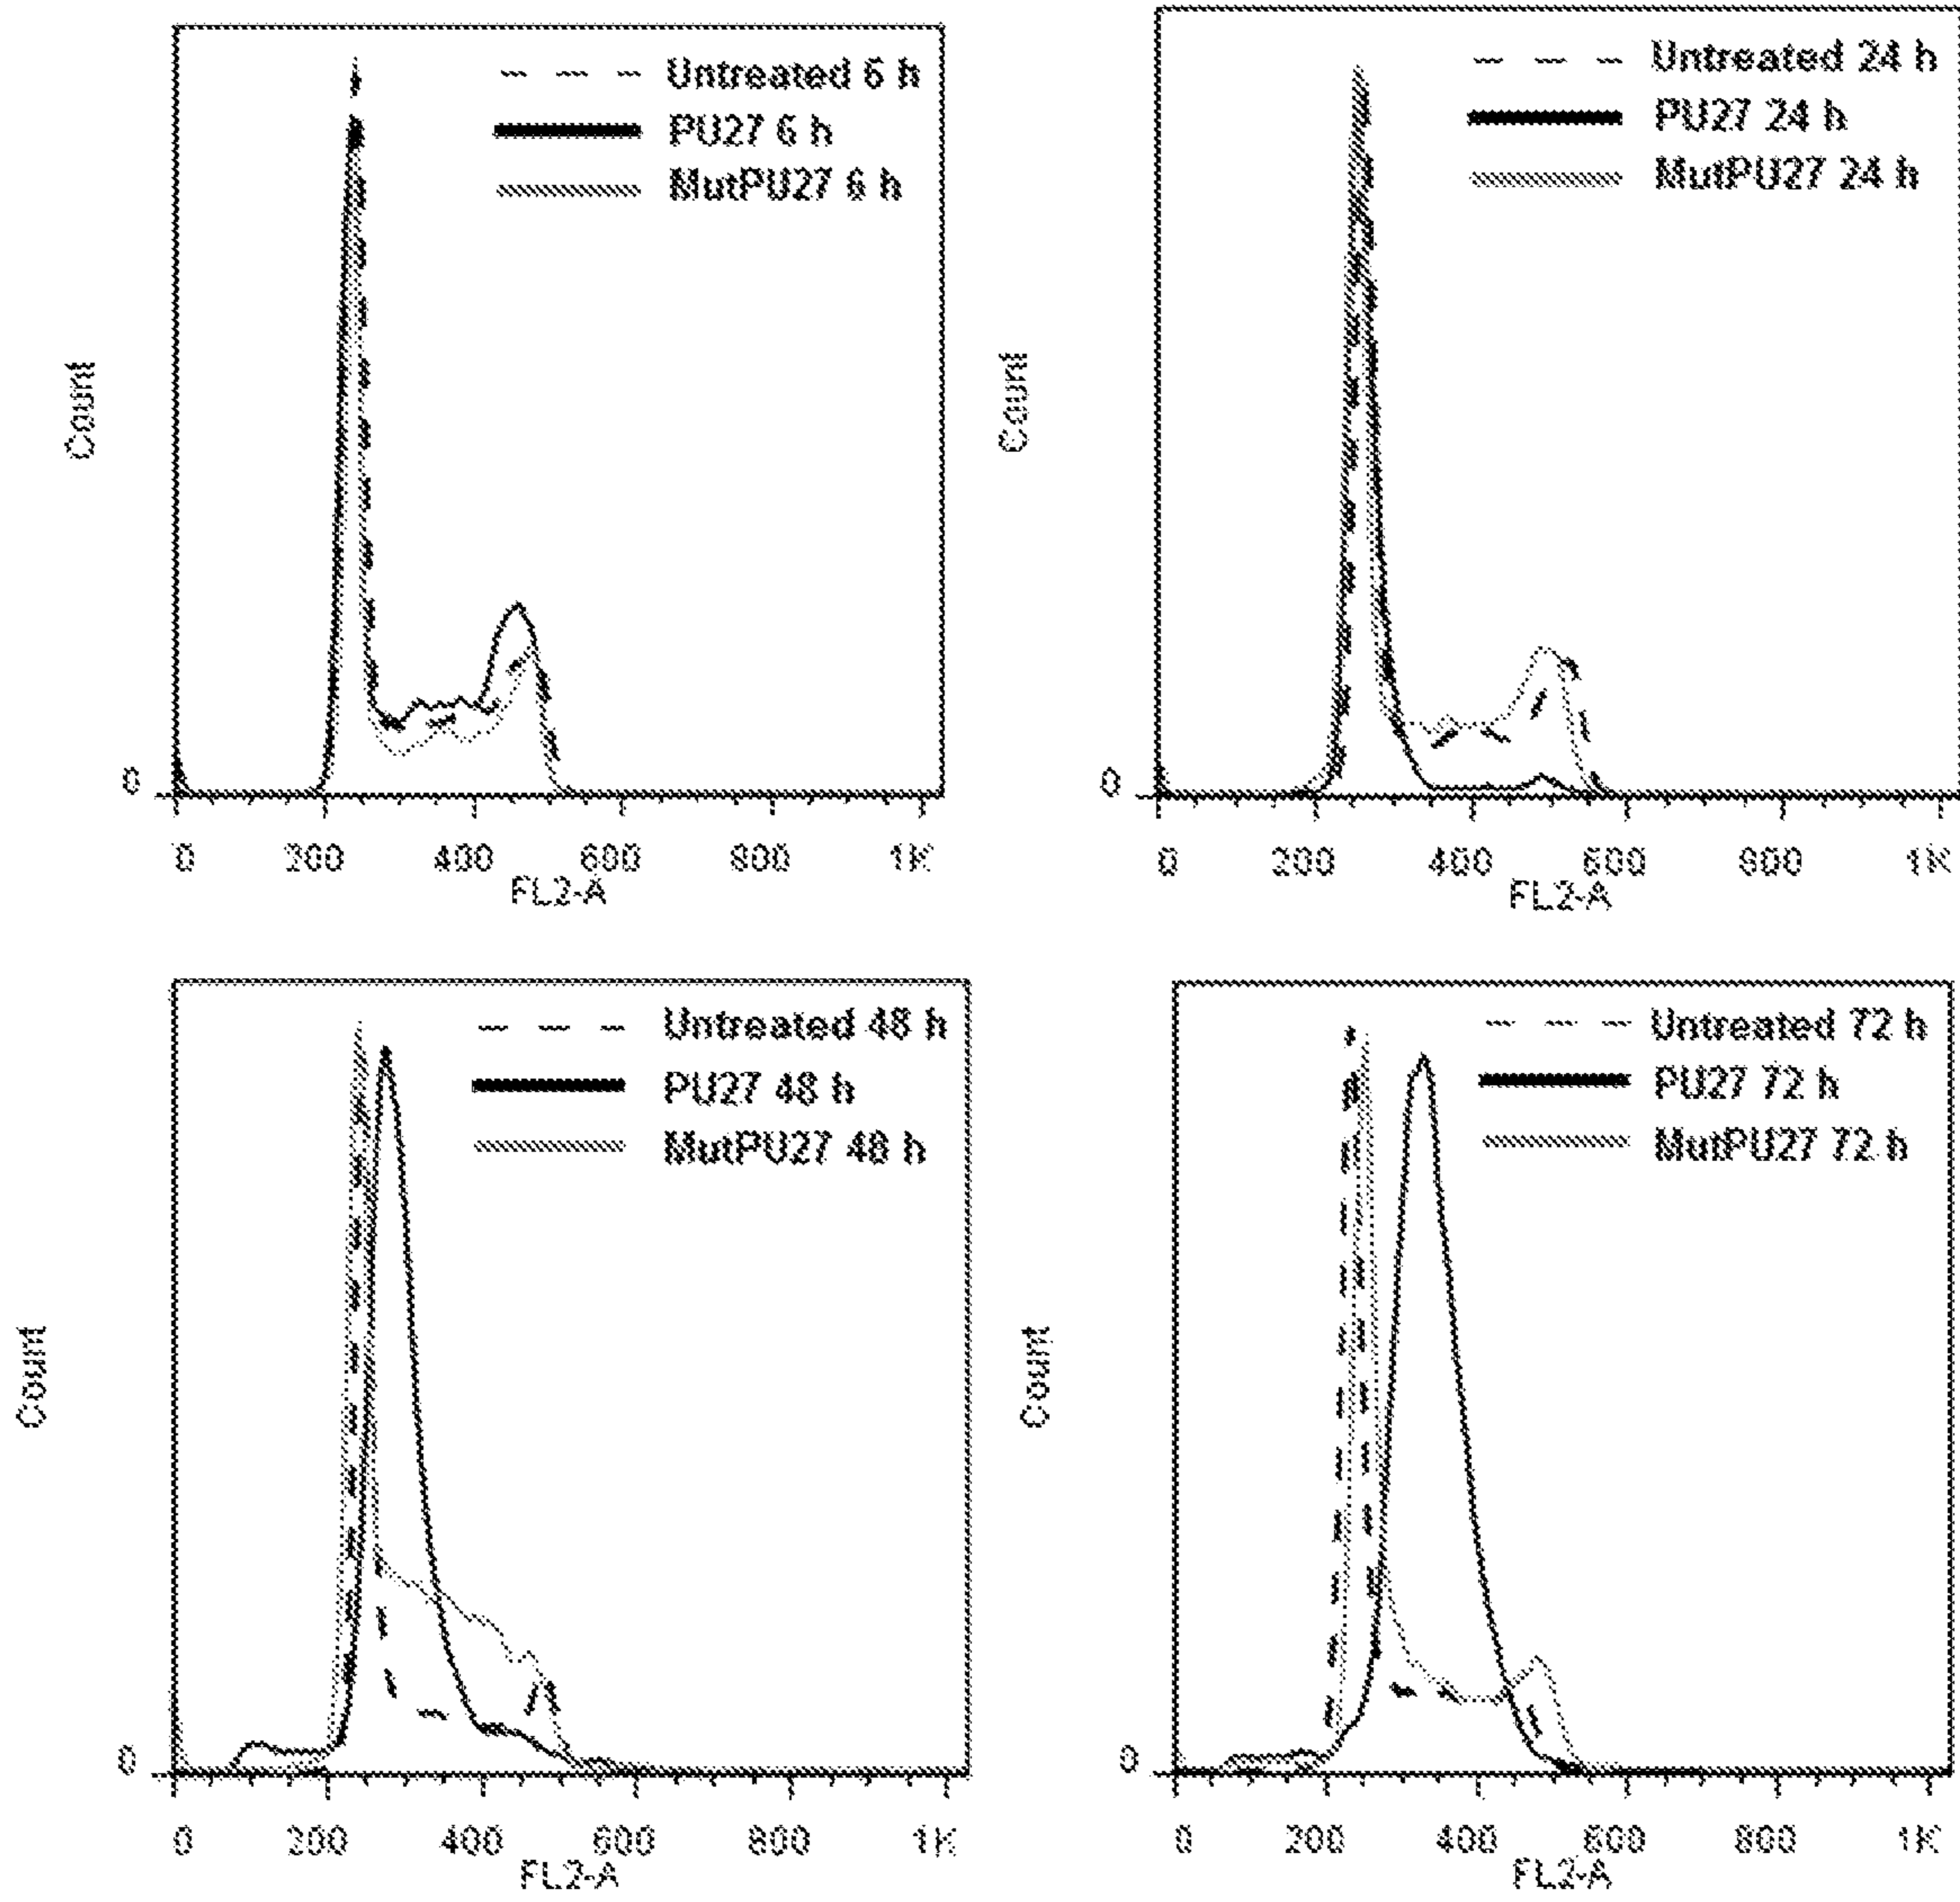 Untreated 6 h
PU27 6 h
MutPU27 6 h
Count
0
0 200 400 600 800 1K
FL2-A
Untreated 24 h
PU27 24 h
MutPU27 24 h
Count
0
0 200 400 600 800 1K
FL2-A
Untreated 48 h
PU27 48 h
MutPU27 48 h
Count
0
0 200 400 600 800 1K
FL2-A
Untreated 72 h
PU27 72 h
MutPU27 72 h
Count
0
0 200 400 600 800 1K
FL2-A